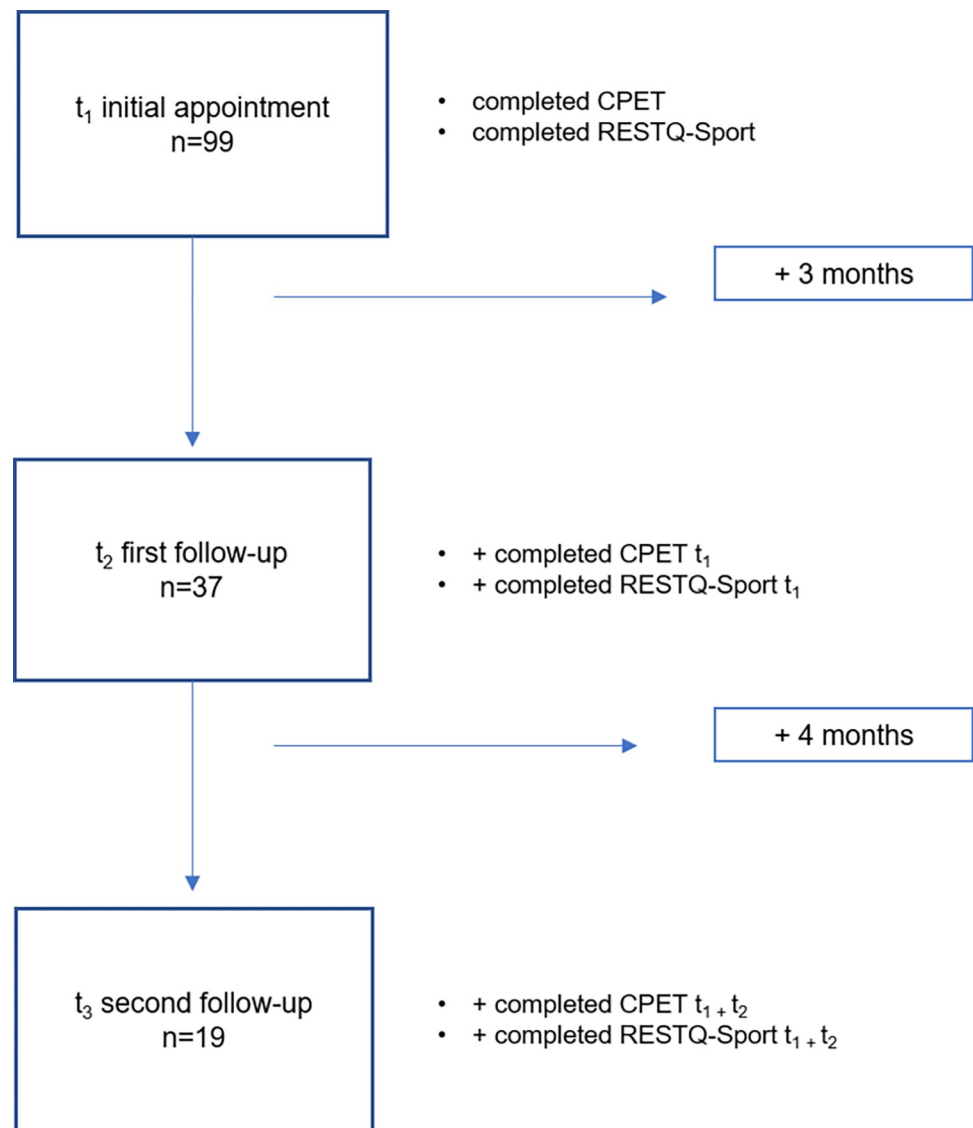 t₁ initial appointment
n=99
• completed CPET
• completed RESTQ-Sport
+ 3 months
t₂ first follow-up
n=37
• + completed CPET t₁
• + completed RESTQ-Sport t₁
+ 4 months
t₃ second follow-up
n=19
• + completed CPET t₁ ₊ t₂
• + completed RESTQ-Sport t₁ ₊ t₂